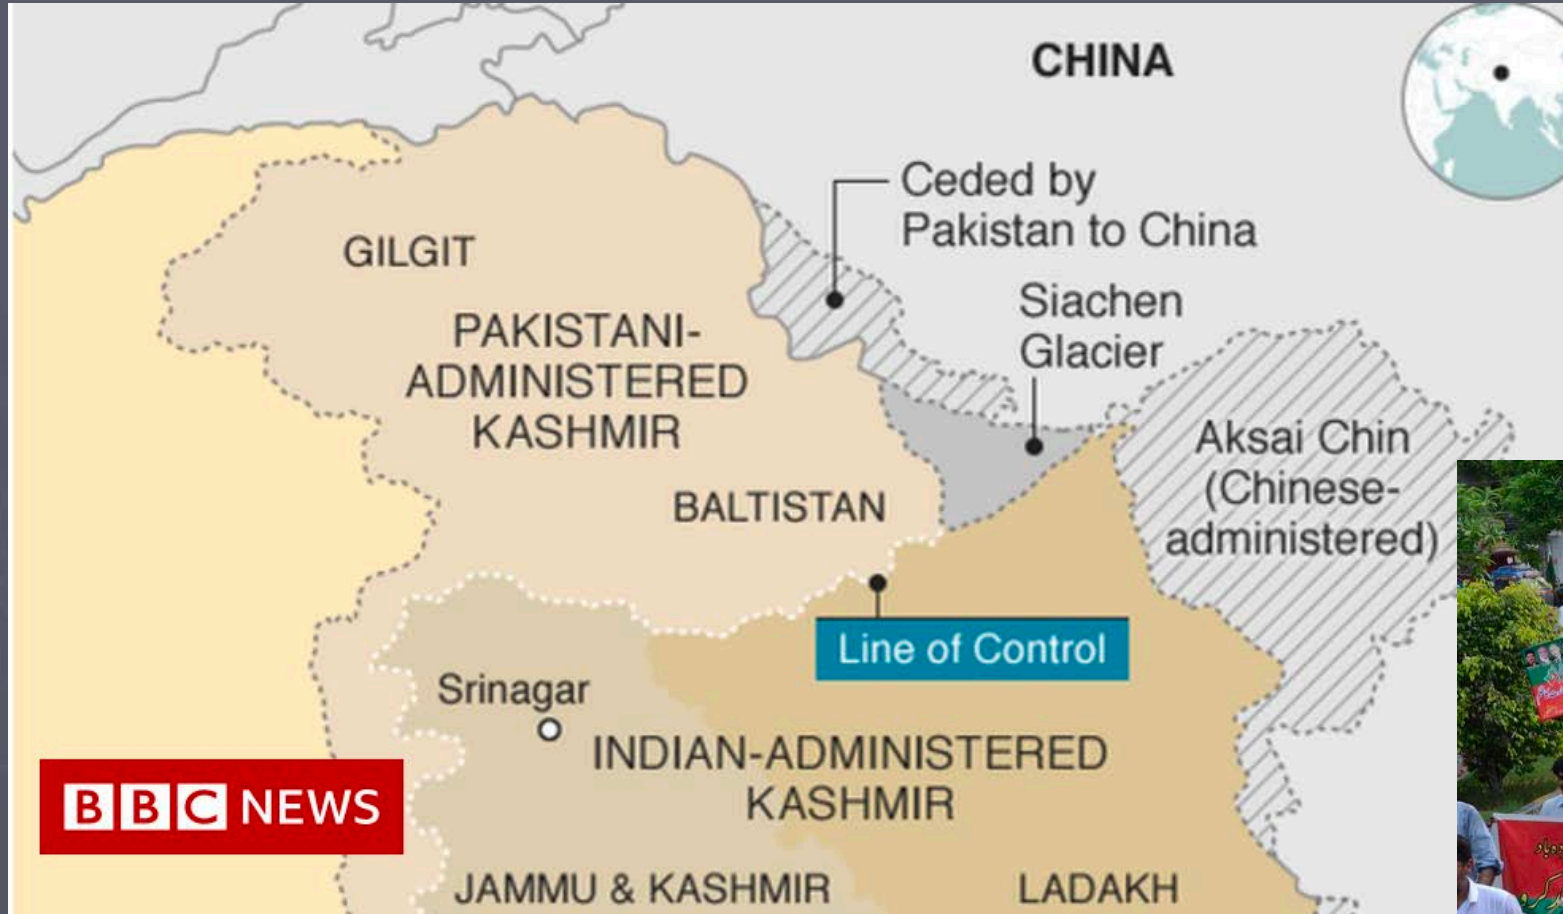 CHINA
Ceded by
Pakistan to China
GILGIT
Siachen
Glacier
PAKISTANI-
ADMINISTERED
KASHMIR
Aksai Chin
(Chinese-
administered)
BALTISTAN
Line of Control
Srinagar
INDIAN-ADMINISTERED
KASHMIR
BBC NEWS
JAMMU & KASHMIR
LADAKH